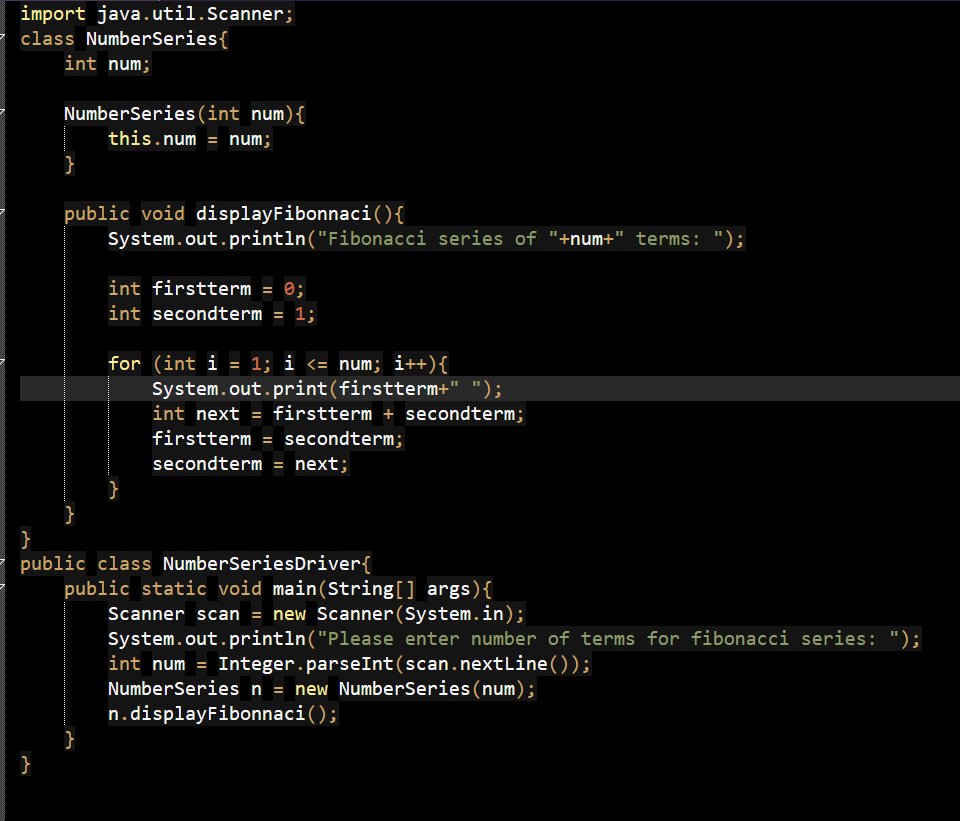 import java.util.Scanner;
class NumberSeries{
    int num;

    NumberSeries(int num){
        this.num = num;
    }

    public void displayFibonnaci(){
        System.out.println("Fibonacci series of "+num+" terms: ");

        int firstterm = 0;
        int secondterm = 1;

        for (int i = 1; i <= num; i++){
            System.out.print(firstterm+" ");
            int next = firstterm + secondterm;
            firstterm = secondterm;
            secondterm = next;
        }
    }
}
public class NumberSeriesDriver{
    public static void main(String[] args){
        Scanner scan = new Scanner(System.in);
        System.out.println("Please enter number of terms for fibonacci series: ");
        int num = Integer.parseInt(scan.nextLine());
        NumberSeries n = new NumberSeries(num);
        n.displayFibonnaci();
    }
}